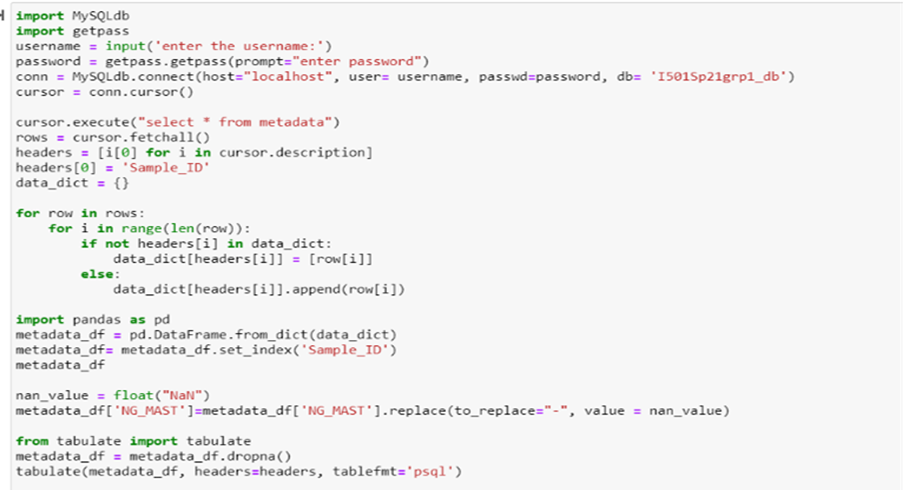 import MySQLdb
import getpass
username = input('enter the username:')
password = getpass.getpass(prompt="enter password")
conn = MySQLdb.connect(host="localhost", user= username, passwd=password, db= 'I501Sp21grp1_db')
cursor = conn.cursor()

cursor.execute("select * from metadata")
rows = cursor.fetchall()
headers = [i[0] for i in cursor.description]
headers[0] = 'Sample_ID'
data_dict = {}

for row in rows:
    for i in range(len(row)):
        if not headers[i] in data_dict:
            data_dict[headers[i]] = [row[i]]
        else:
            data_dict[headers[i]].append(row[i])

import pandas as pd
metadata_df = pd.DataFrame.from_dict(data_dict)
metadata_df= metadata_df.set_index('Sample_ID')
metadata_df

nan_value = float("NaN")
metadata_df['NG_MAST']=metadata_df['NG_MAST'].replace(to_replace="-", value = nan_value)

from tabulate import tabulate
metadata_df = metadata_df.dropna()
tabulate(metadata_df, headers=headers, tablefmt='psql')